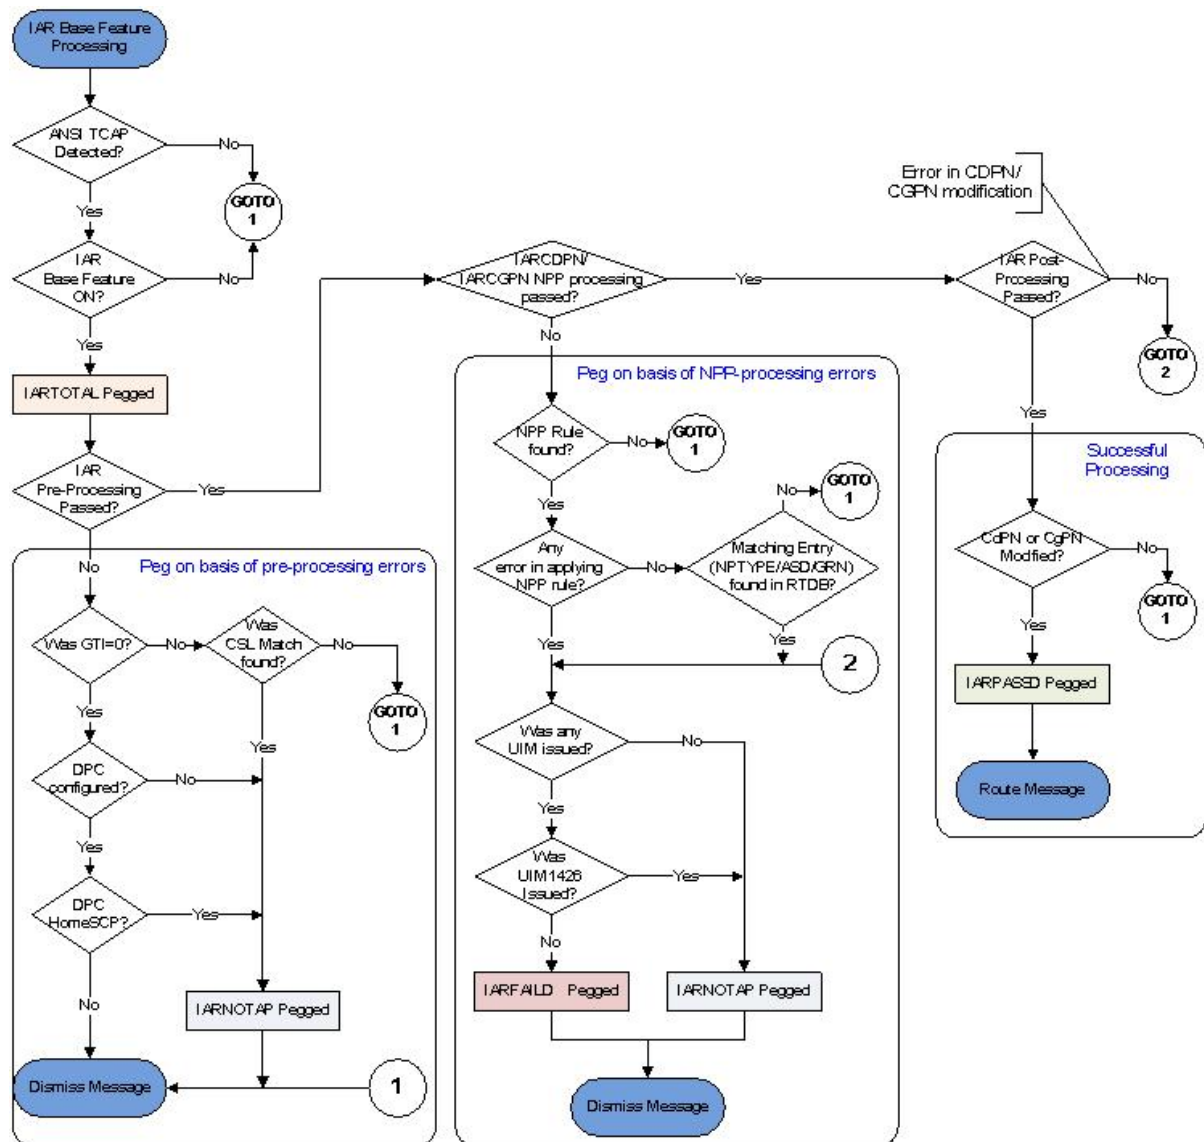 IAR Base Feature
Processing
ANSI TCAP
Detected?
No
GOTO
1
Yes
IAR
Base Feature
ON?
No
Yes
IARTOTAL Pegged
IAR
Pre-Processing
Passed?
Yes
No
IARCDPN/
IARCGPN NPP processing
passed?
Yes
No
Error in CDPN/
CGPN modification
IAR Post-
Processing
Passed?
No
GOTO
2
Yes
Peg on basis of pre-processing errors
Was GTI=0?
No
Was
CSL Match
found?
No
GOTO
1
Yes
Yes
DPC
configured?
No
Yes
DPC
HomeSCP?
Yes
No
IARNOTAP Pegged
Dismiss Message
1
Peg on basis of NPP-processing errors
NPP Rule
found?
No
GOTO
1
Yes
Any
error in applying
NPP rule?
No
Matching Entry
(NPTYPE/ASD/GRN)
found in RTDB?
No
GOTO
1
Yes
Yes
2
Was any
UIM issued?
No
Yes
Was
UIM1426
Issued?
Yes
No
IARFAILD Pegged
IARNOTAP Pegged
Dismiss Message
Successful
Processing
CdPN or CgPN
Modfied?
No
GOTO
1
Yes
IARPASSED Pegged
Route Message